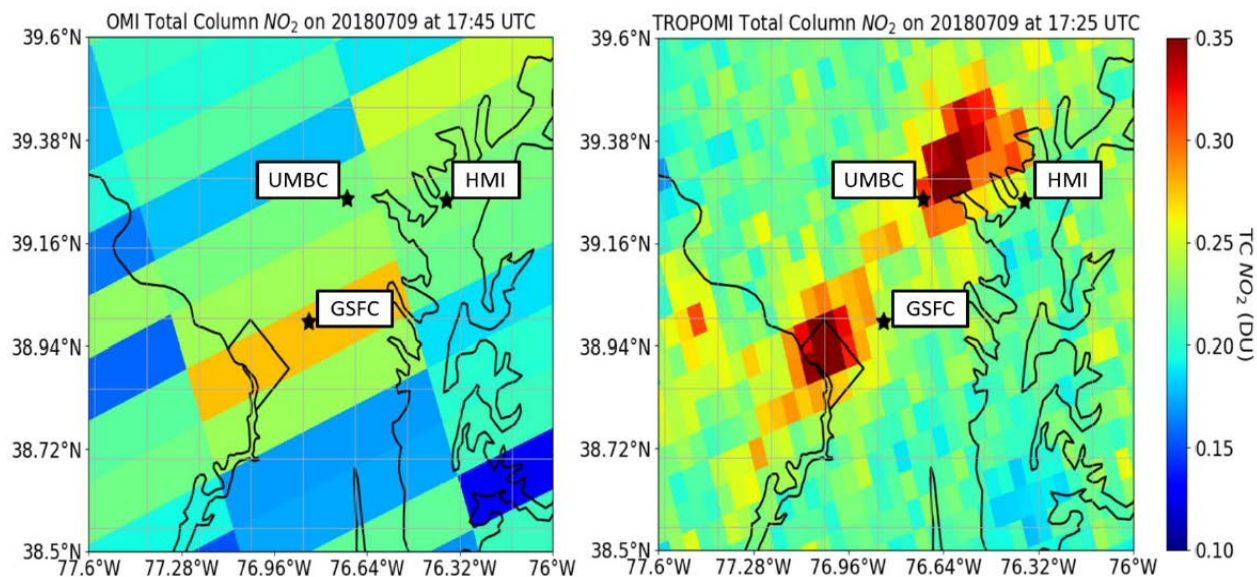 OMI Total Column NO₂ on 20180709 at 17:45 UTC
39.6°N
39.38°N
39.16°N
38.94°N
38.72°N
38.5°N
77.6°W 77.28°W 76.96°W 76.64°W 76.32°W 76°W
UMBC
HMI
GSFC
TROPOMI Total Column NO₂ on 20180709 at 17:25 UTC
39.6°N
39.38°N
39.16°N
38.94°N
38.72°N
38.5°N
77.6°W 77.28°W 76.96°W 76.64°W 76.32°W 76°W
UMBC
HMI
GSFC
0.35
0.30
0.25
0.20
0.15
0.10
TC NO₂ (DU)